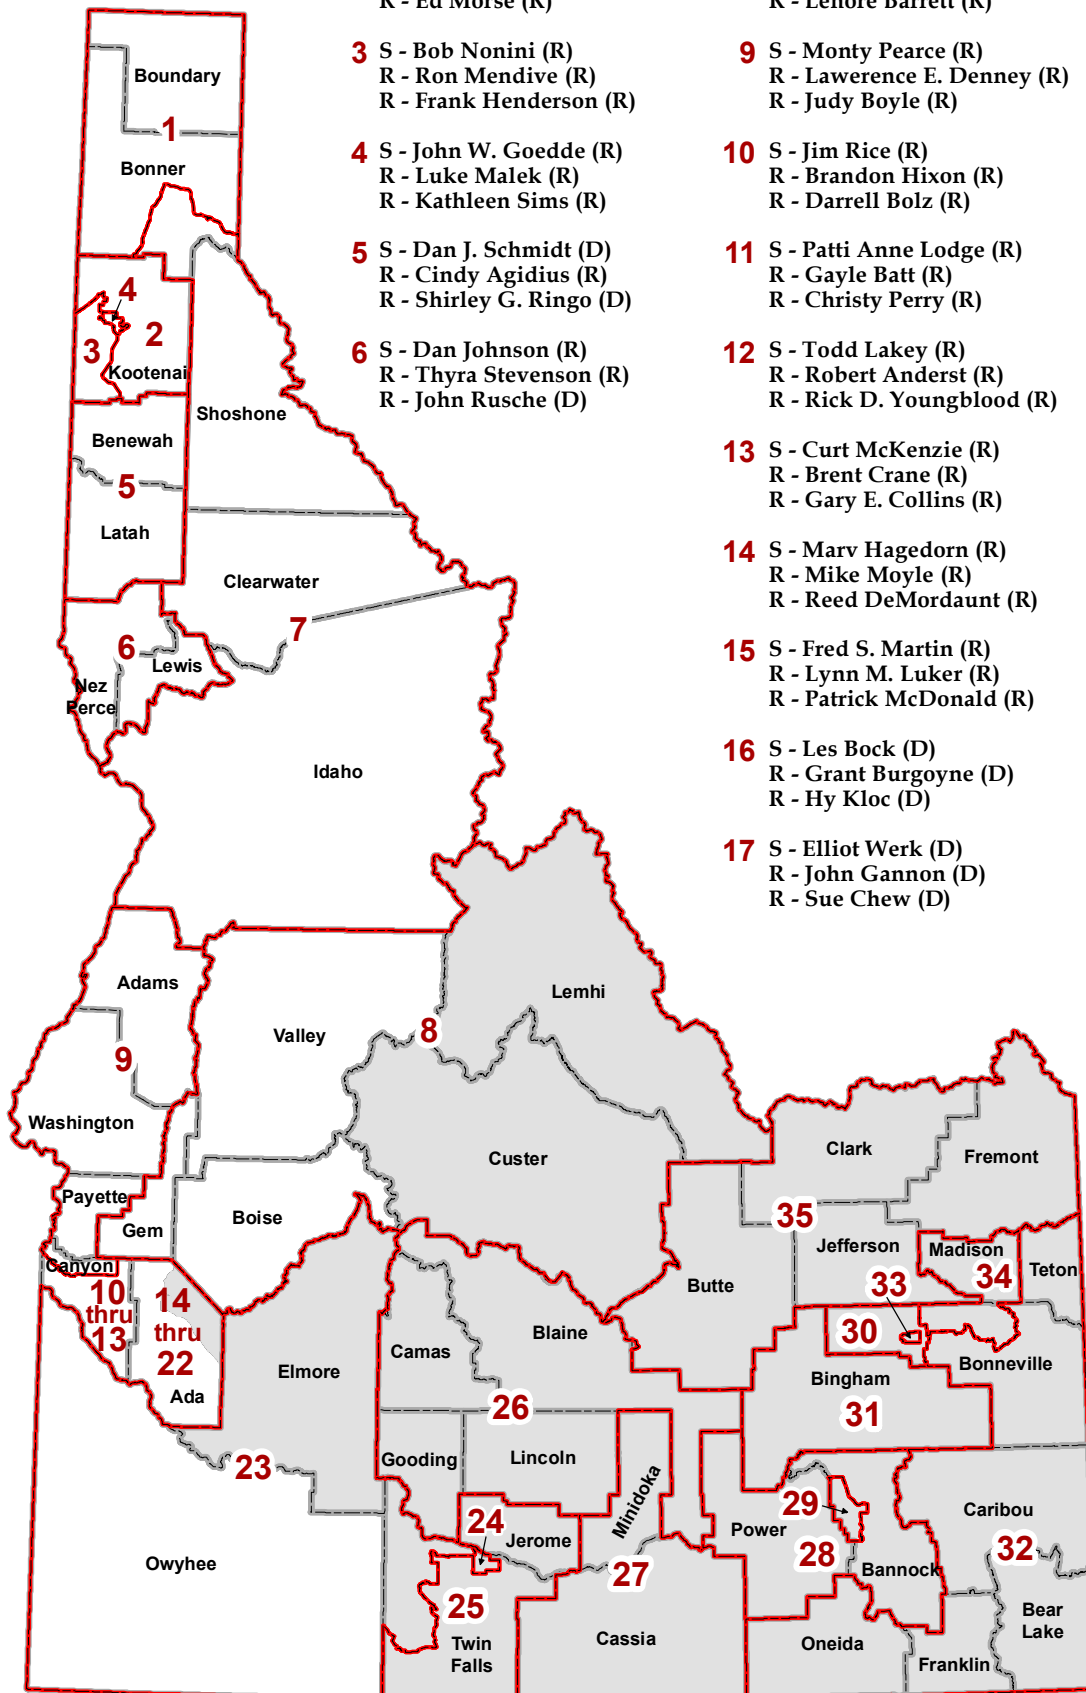 R - Ed Morse (R)
3 S - Bob Nonini (R)
R - Ron Mendive (R)
R - Frank Henderson (R)
4 S - John W. Goedde (R)
R - Luke Malek (R)
R - Kathleen Sims (R)
5 S - Dan J. Schmidt (D)
R - Cindy Agidius (R)
R - Shirley G. Ringo (D)
6 S - Dan Johnson (R)
R - Thyra Stevenson (R)
R - John Rusche (D)
R - Lenore Barrett (R)
9 S - Monty Pearce (R)
R - Lawerence E. Denney (R)
R - Judy Boyle (R)
10 S - Jim Rice (R)
R - Brandon Hixon (R)
R - Darrell Bolz (R)
11 S - Patti Anne Lodge (R)
R - Gayle Batt (R)
R - Christy Perry (R)
12 S - Todd Lakey (R)
R - Robert Anderst (R)
R - Rick D. Youngblood (R)
13 S - Curt McKenzie (R)
R - Brent Crane (R)
R - Gary E. Collins (R)
14 S - Marv Hagedorn (R)
R - Mike Moyle (R)
R - Reed DeMordaunt (R)
15 S - Fred S. Martin (R)
R - Lynn M. Luker (R)
R - Patrick McDonald (R)
16 S - Les Bock (D)
R - Grant Burgoyne (D)
R - Hy Kloc (D)
17 S - Elliot Werk (D)
R - John Gannon (D)
R - Sue Chew (D)
Boundary
1
Bonner
4
2
3
Kootenai
Shoshone
Benewah
5
Latah
Clearwater
7
6
Lewis
Nez
Perce
Idaho
Adams
Lemhi
Valley
8
9
Washington
Custer
Clark
Fremont
Payette
Gem
Boise
35
Jefferson
Madison
34
Teton
Canyon
10
thru
13
14
thru
22
Ada
Butte
33
30
Blaine
Camas
Elmore
Bonneville
Bingham
31
26
Gooding
Lincoln
Minidoka
23
24
Jerome
29
Power
28
Caribou
32
Owyhee
27
Bannock
25
Twin
Falls
Cassia
Oneida
Bear
Lake
Franklin